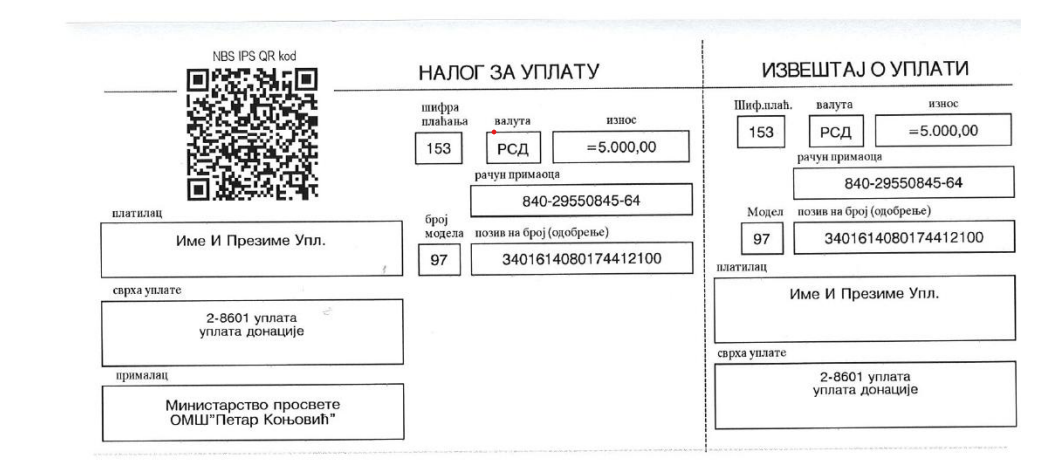 NBS IPS QR kod
НАЛОГ ЗА УПЛАТУ
шифра
плаћања
валута
износ
153
РСД
=5.000,00
рачун примаоца
840-29550845-64
број
модела
позив на број (одобрење)
97
3401614080174412100
платилац
Име И Презиме Упл.
сврха уплате
2-8601 уплата
уплата донације
прималац
Министарство просвете
ОМШ"Петар Коњовић"
ИЗВЕШТАЈ О УПЛАТИ
Шиф.плаћ.
валута
износ
153
РСД
=5.000,00
рачун примаоца
840-29550845-64
Модел
позив на број (одобрење)
97
3401614080174412100
платилац
Име И Презиме Упл.
сврха уплате
2-8601 уплата
уплата донације